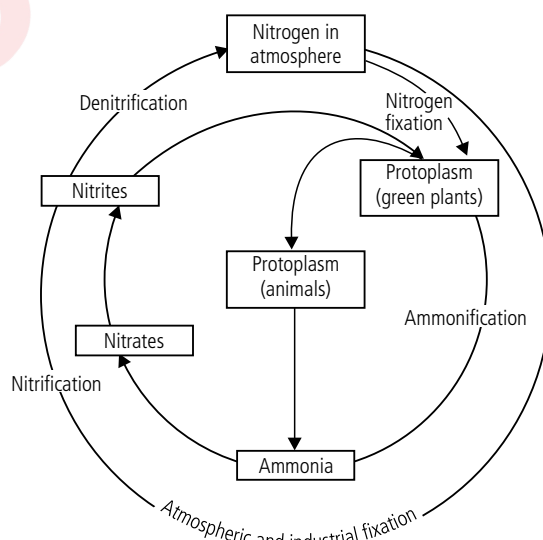 Nitrogen in
atmosphere
Denitrification
Nitrogen
fixation
Protoplasm
(green plants)
Nitrites
Protoplasm
(animals)
Ammonification
Nitrates
Nitrification
Ammonia
Atmospheric and industrial fixation